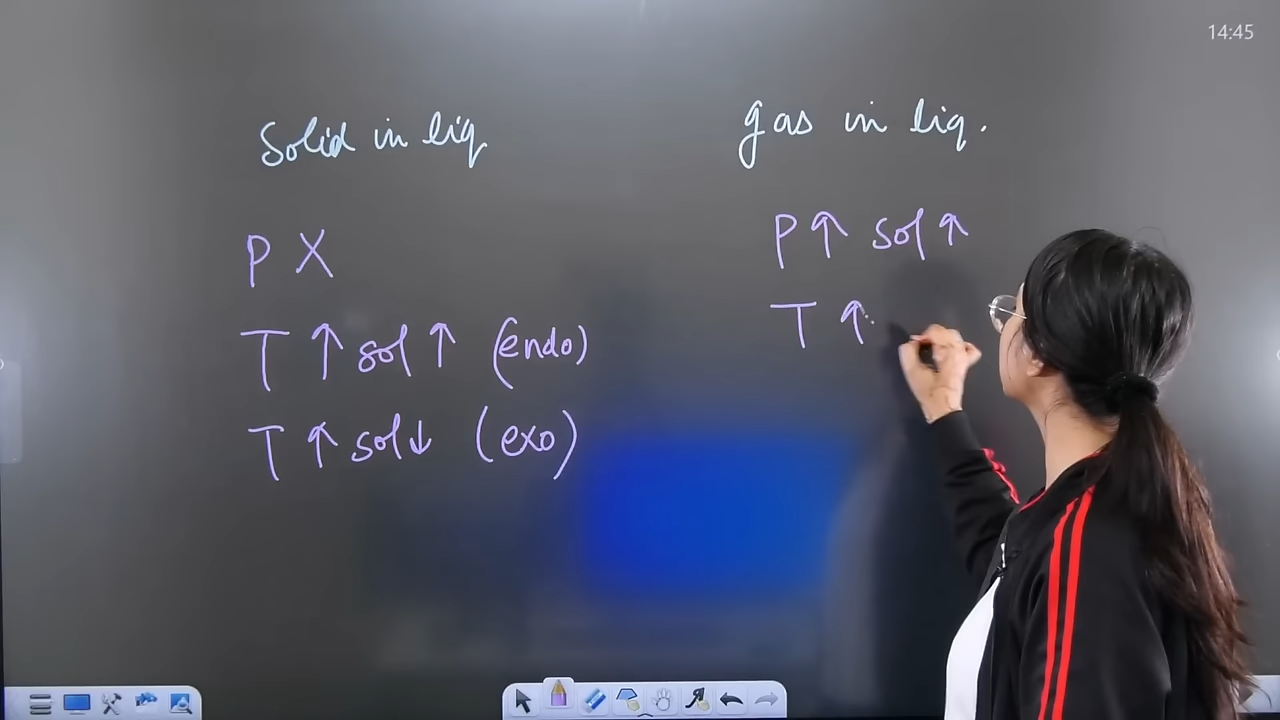 14:45
Solid in liq
P X
T ↑ sol ↑ (endo)
T ↑ sol ↓ (exo)
gas in liq.
P ↑ sol ↑
T ↑